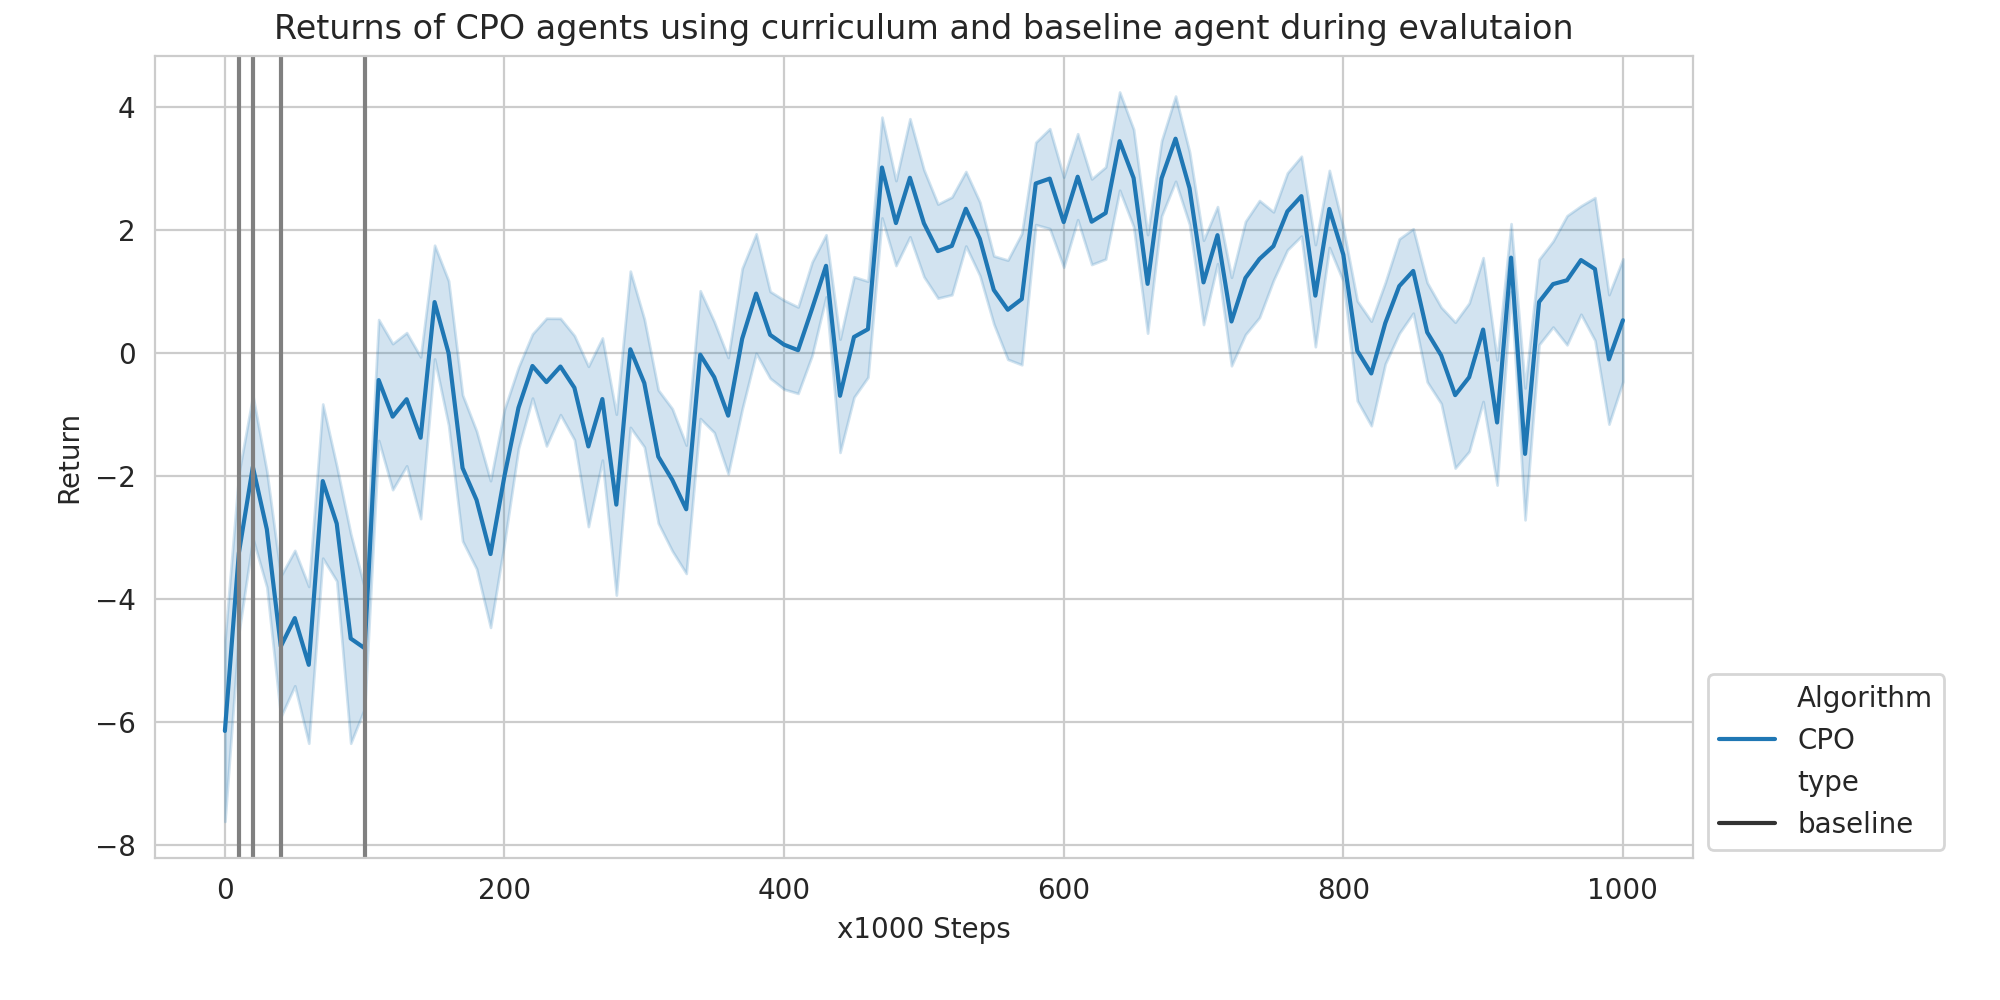 Returns of CPO agents using curriculum and baseline agent during evalutaion
4
2
0
−2
−4
−6
−8
Return
0 200 400 600 800 1000
x1000 Steps
Algorithm
CPO
type
baseline